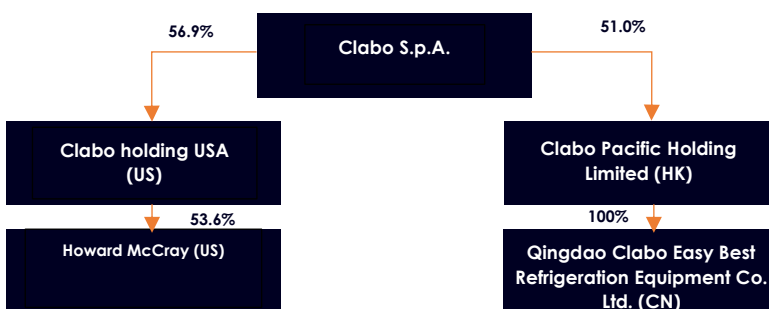 56.9%
Clabo S.p.A.
51.0%
Clabo holding USA
(US)
Clabo Pacific Holding
Limited (HK)
53.6%
100%
Howard McCray (US)
Qingdao Clabo Easy Best
Refrigeration Equipment Co.
Ltd. (CN)